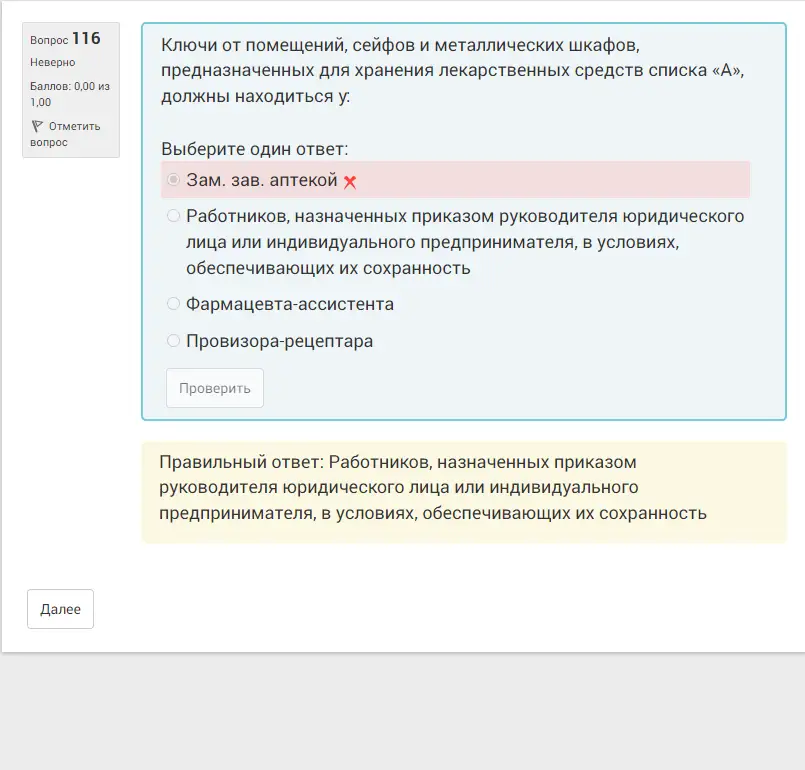 Вопрос 116
Неверно
Баллов: 0,00 из
1,00
Отметить
вопрос
Ключи от помещений, сейфов и металлических шкафов,
предназначенных для хранения лекарственных средств списка «А»,
должны находиться у:
Выберите один ответ:
Зам. зав. аптекой
Работников, назначенных приказом руководителя юридического
лица или индивидуального предпринимателя, в условиях,
обеспечивающих их сохранность
Фармацевта-ассистента
Провизора-рецептара
Проверить
Правильный ответ: Работников, назначенных приказом
руководителя юридического лица или индивидуального
предпринимателя, в условиях, обеспечивающих их сохранность
Далее